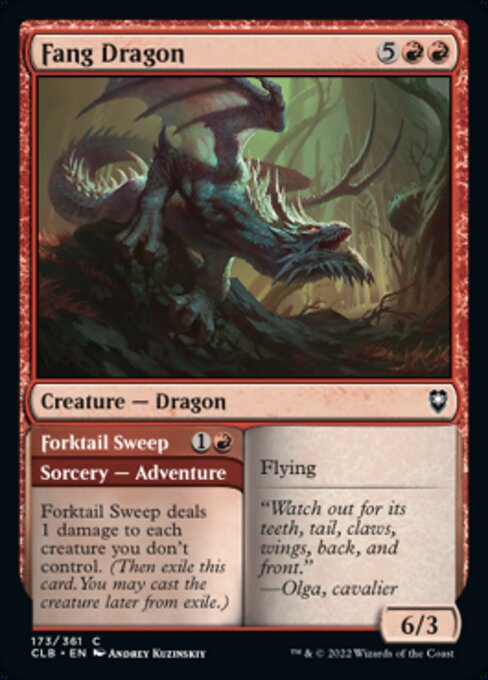 Fang Dragon 5
Creature — Dragon
Forktail Sweep 1
Sorcery — Adventure
Forktail Sweep deals
1 damage to each
creature you don't
control. (Then exile this
card. You may cast the
creature later from exile.)
Flying
“Watch out for its
teeth, tail, claws,
wings, back, and
front.”
—Olga, cavalier
6/3
173/361 C
CLB • EN Andrey Kuzinskiy
™ & © 2022 Wizards of the Coast